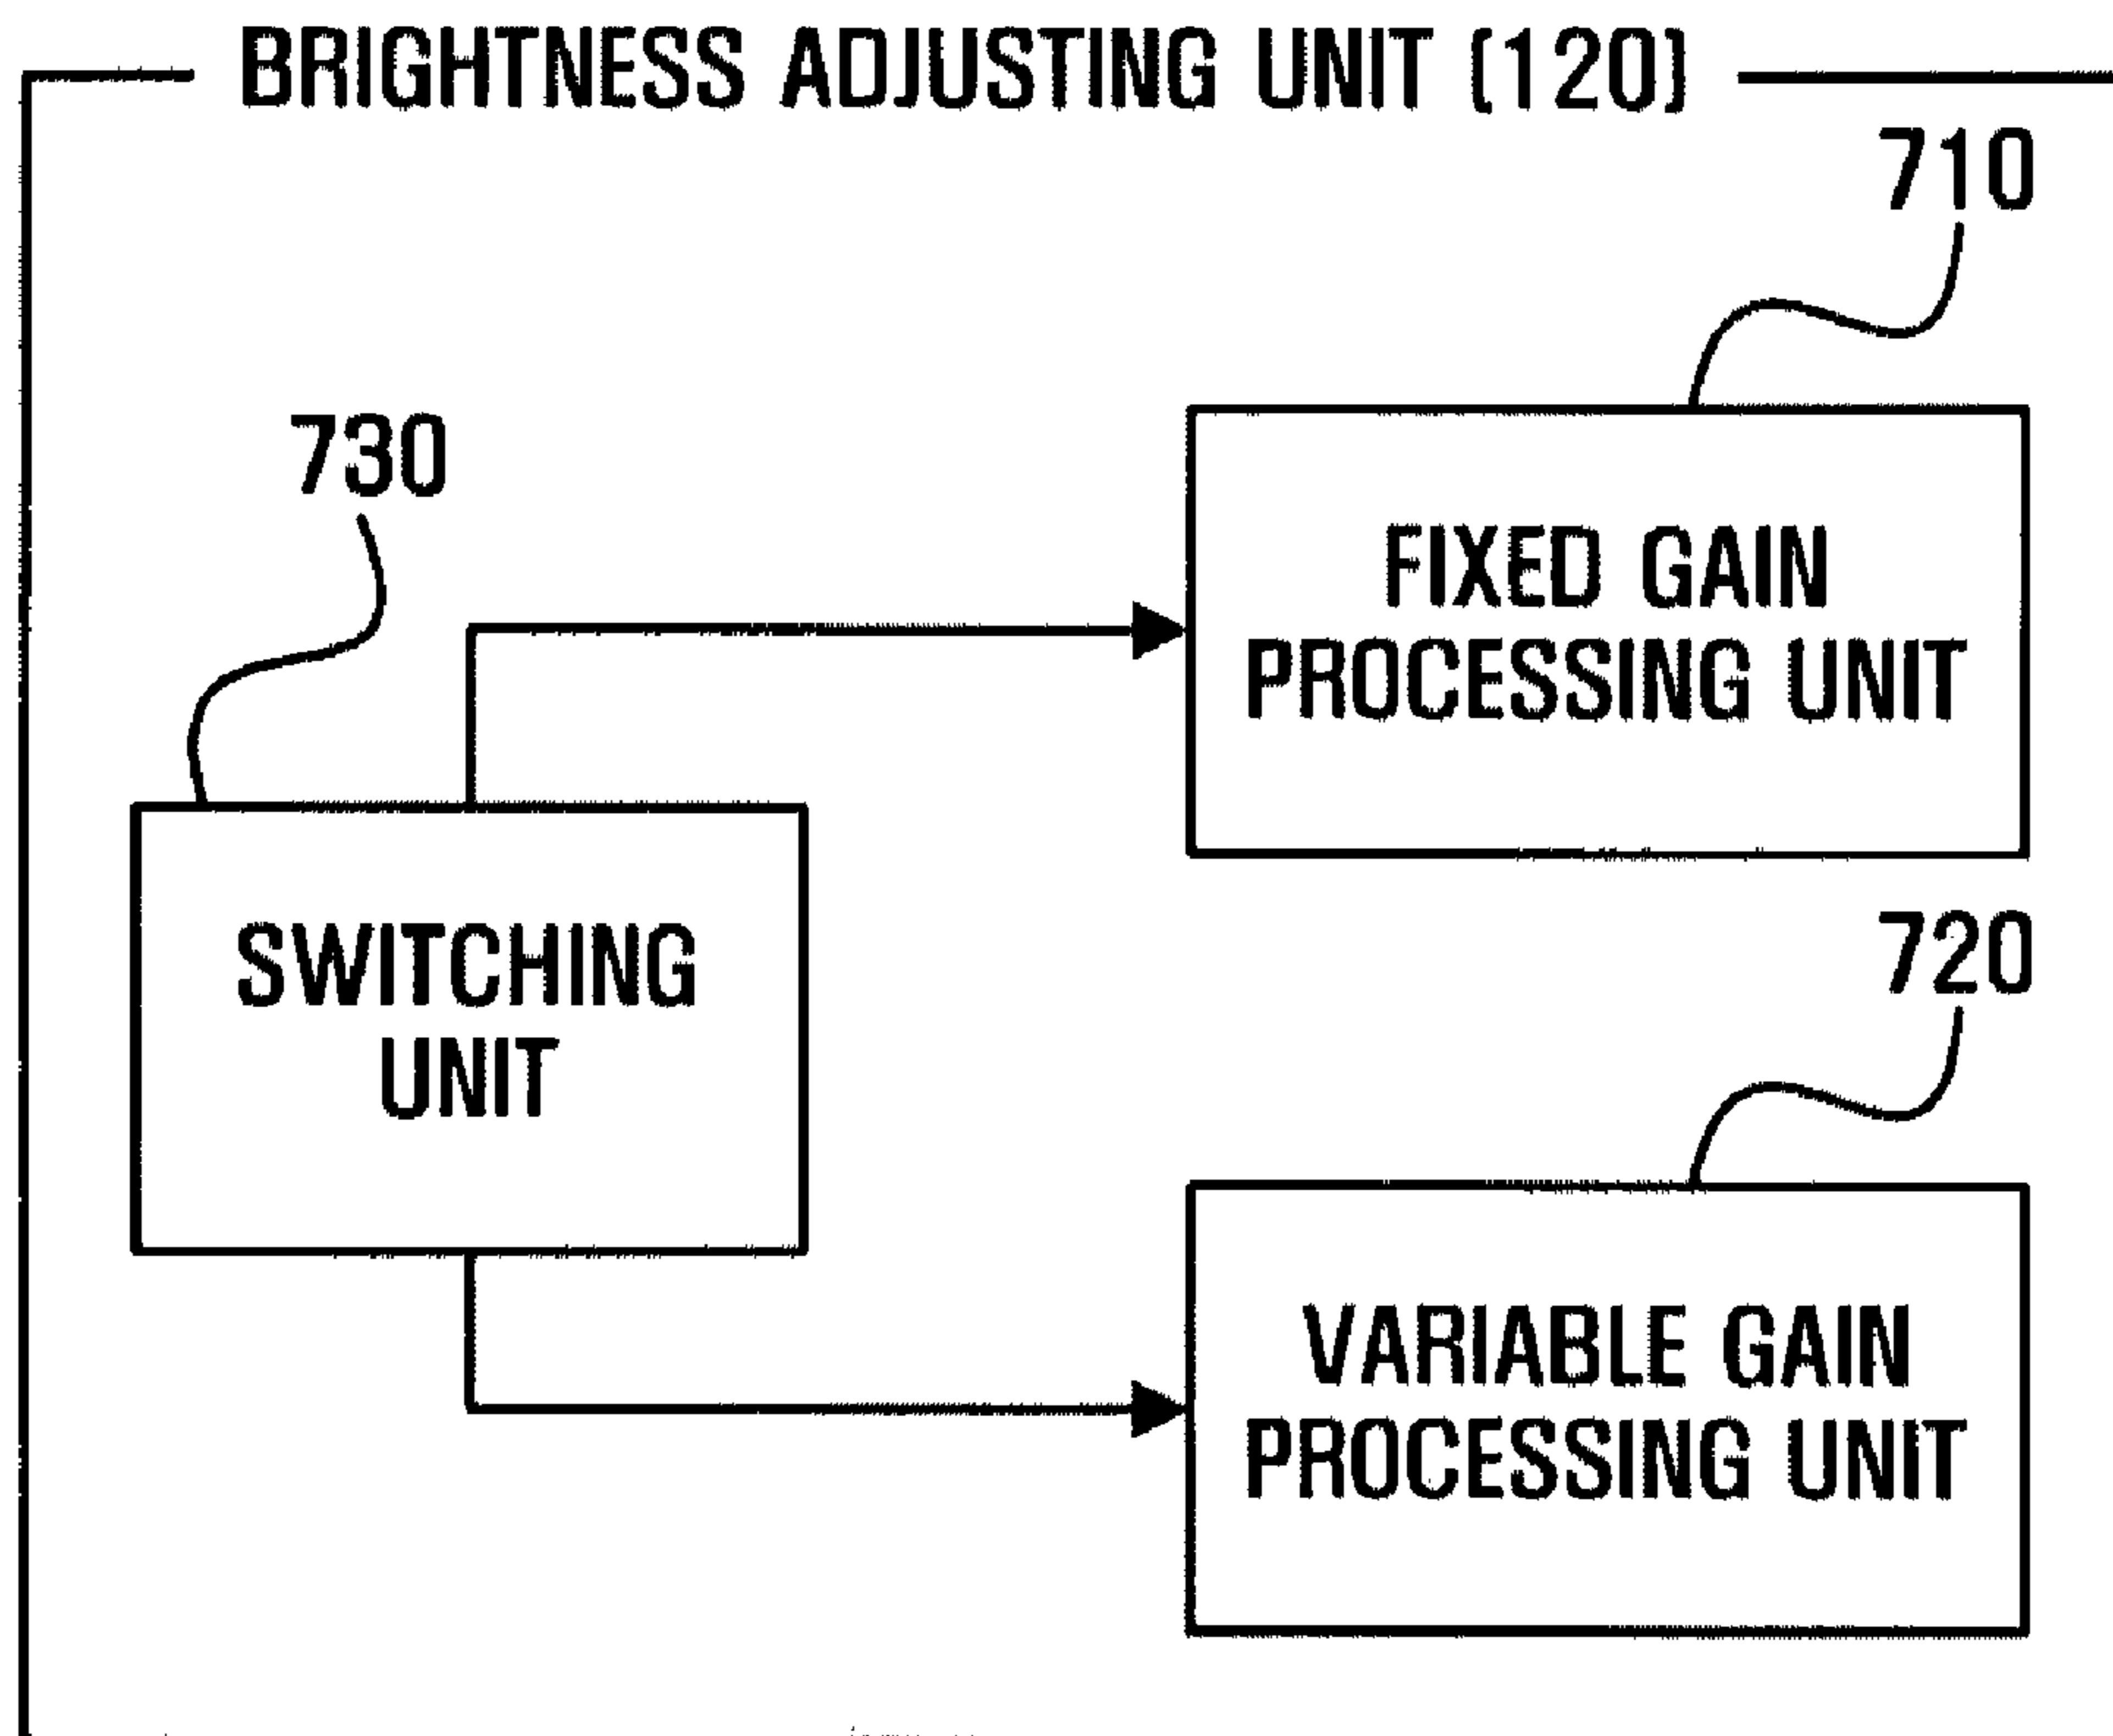 BRIGHTNESS ADJUSTING UNIT (120)
710
730
FIXED GAIN
PROCESSING UNIT
SWITCHING
UNIT
720
VARIABLE GAIN
PROCESSING UNIT